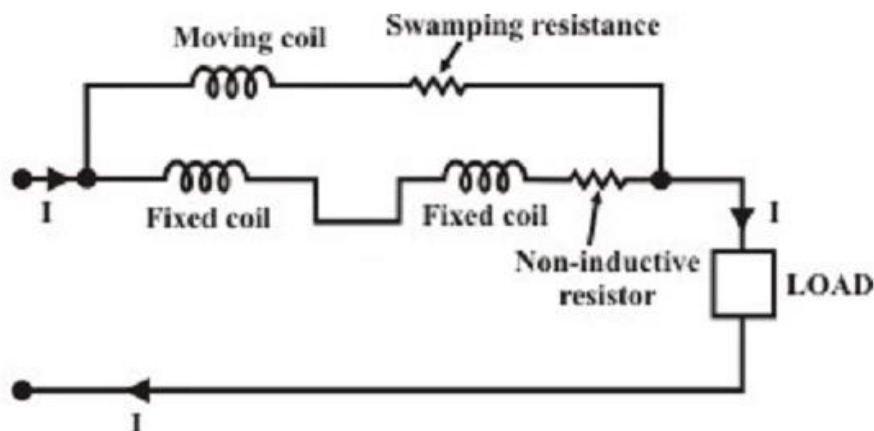 Swamping resistance
Moving coil
I
Fixed coil
Fixed coil
I
Non-inductive
resistor
LOAD
I